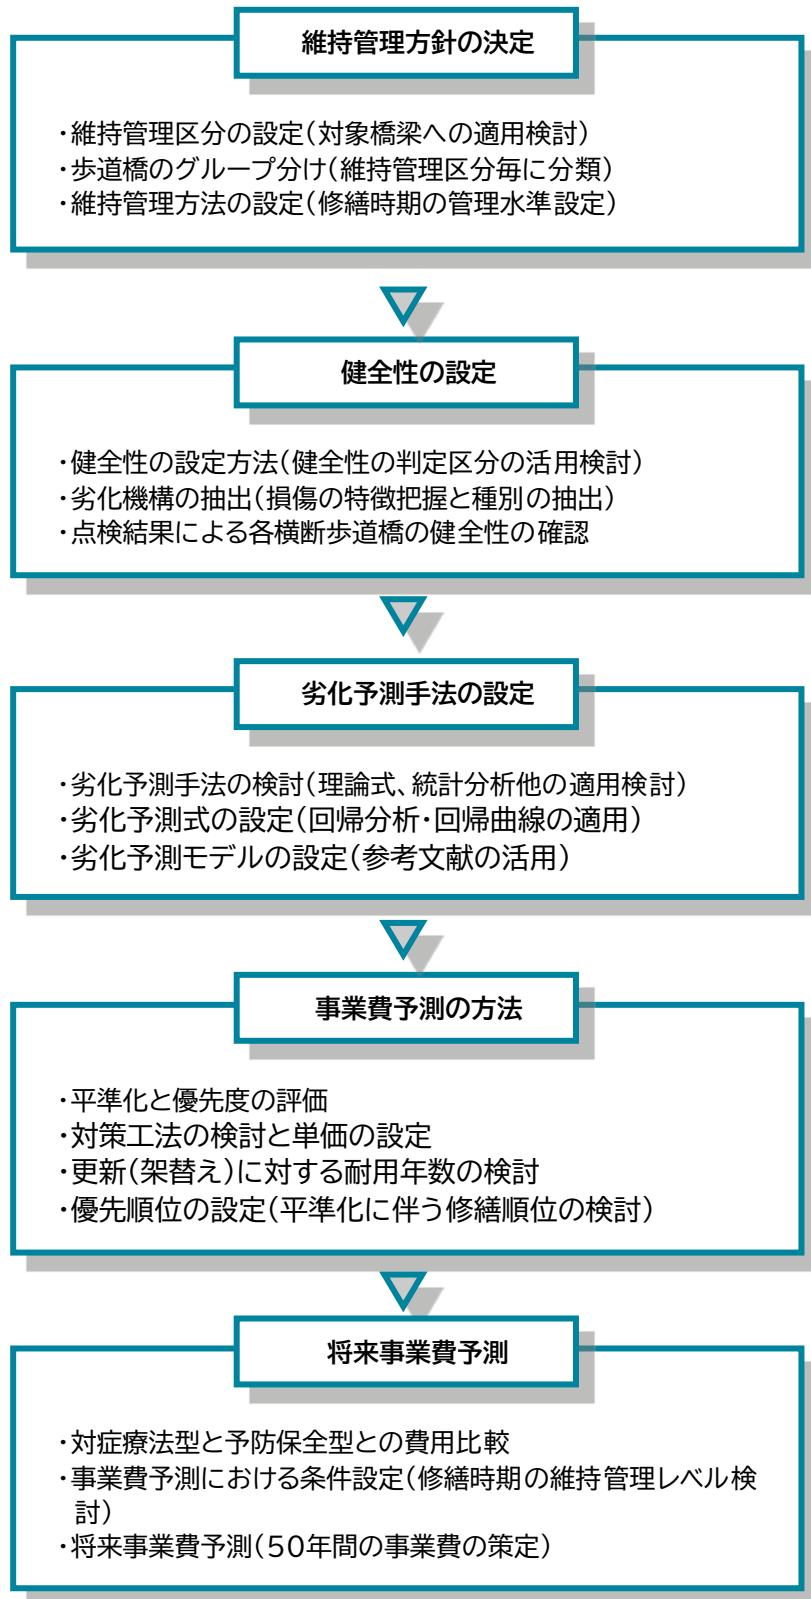 維持管理方針の決定
・維持管理区分の設定(対象橋梁への適用検討)
・歩道橋のグループ分け(維持管理区分毎に分類)
・維持管理方法の設定(修繕時期の管理水準設定)
健全性の設定
・健全性の設定方法(健全性の判定区分の活用検討)
・劣化機構の抽出(損傷の特徴把握と種別の抽出)
・点検結果による各横断歩道橋の健全性の確認
劣化予測手法の設定
・劣化予測手法の検討(理論式、統計分析他の適用検討)
・劣化予測式の設定(回帰分析・回帰曲線の適用)
・劣化予測モデルの設定(参考文献の活用)
事業費予測の方法
・平準化と優先度の評価
・対策工法の検討と単価の設定
・更新(架替え)に対する耐用年数の検討
・優先順位の設定(平準化に伴う修繕順位の検討)
将来事業費予測
・対症療法型と予防保全型との費用比較
・事業費予測における条件設定(修繕時期の維持管理レベル検
討)
・将来事業費予測(50年間の事業費の策定)